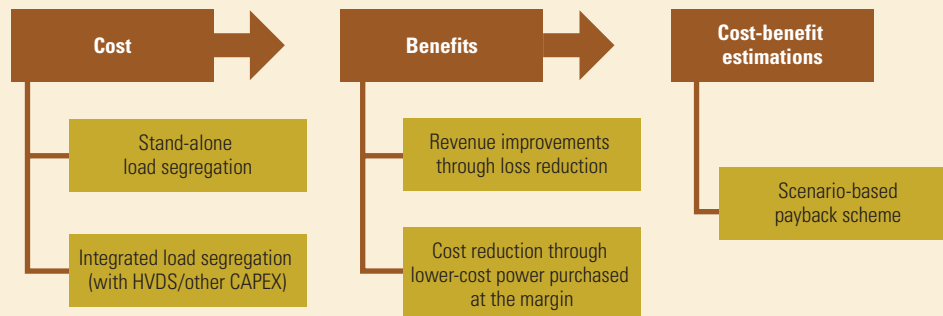 Cost
Stand-alone
load segregation
Integrated load segregation
(with HVDS/other CAPEX)
Benefits
Revenue improvements
through loss reduction
Cost reduction through
lower-cost power purchased
at the margin
Cost-benefit
estimations
Scenario-based
payback scheme